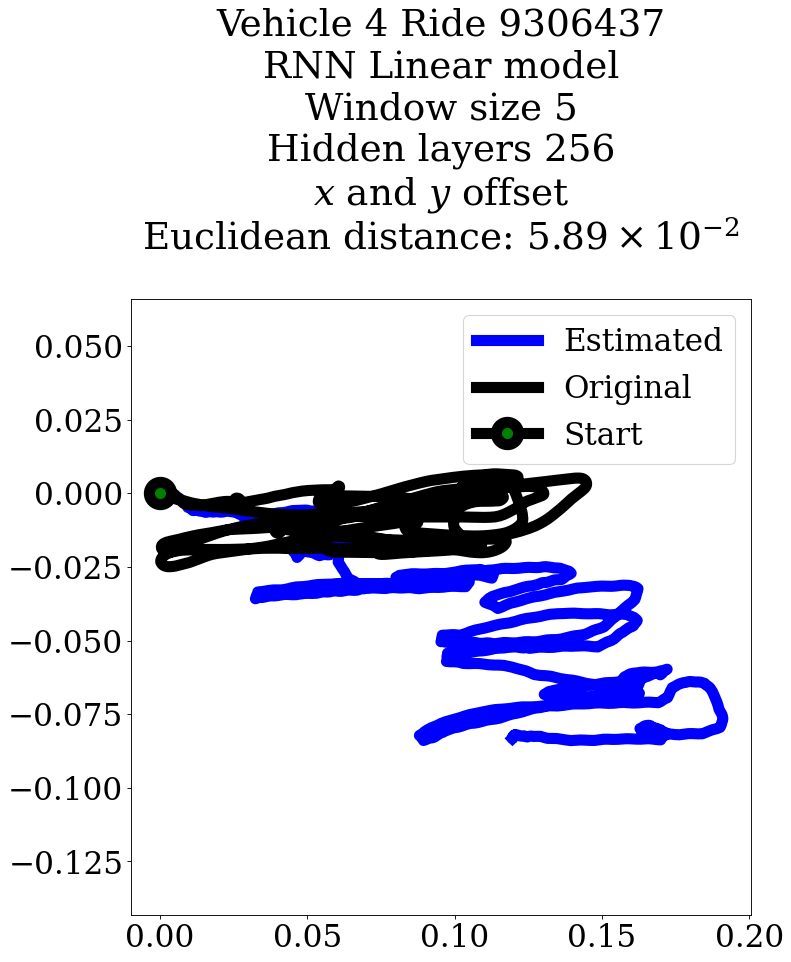 Vehicle 4 Ride 9306437
RNN Linear model
Window size 5
Hidden layers 256
x and y offset
Euclidean distance: 5.89 × 10⁻²
Estimated
Original
Start
0.050
0.025
0.000
−0.025
−0.050
−0.075
−0.100
−0.125
0.00 0.05 0.10 0.15 0.20